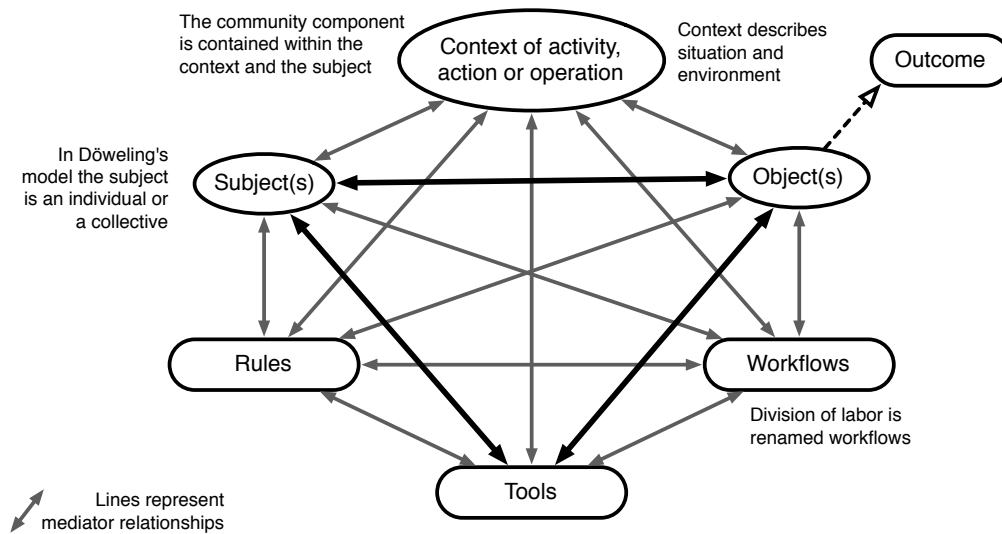 The community component
is contained within the
context and the subject
Context of activity,
action or operation
Context describes
situation and
environment
Outcome
In Döweling's
model the subject
is an individual or
a collective
Subject(s)
Object(s)
Rules
Workflows
Division of labor is
renamed workflows
Tools
Lines represent
mediator relationships